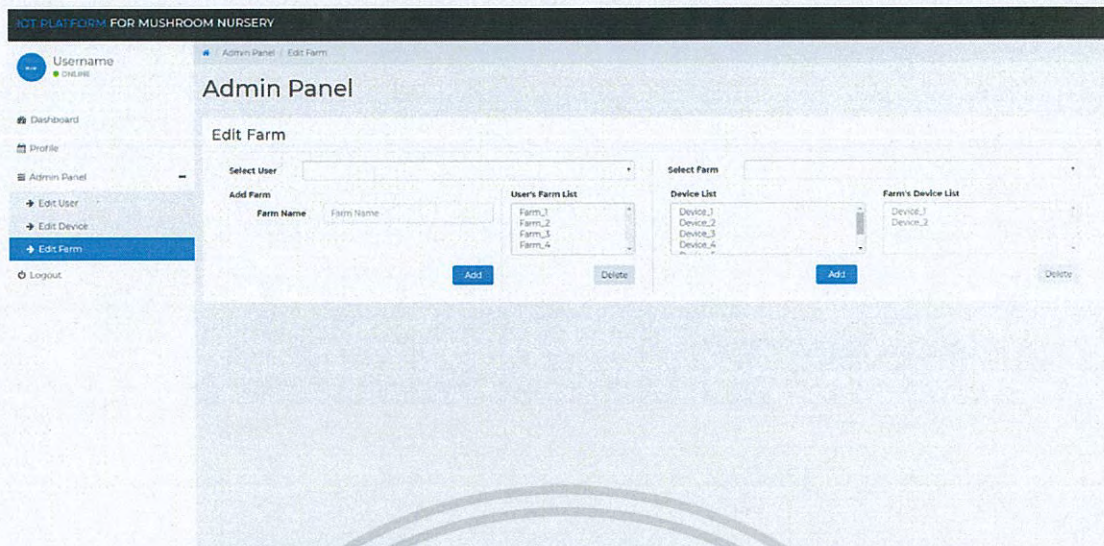 IOT PLATFORM FOR MUSHROOM NURSERY
Username
ONLINE
Dashboard
Profile
Admin Panel
Edit User
Edit Device
Edit Farm
Logout
/ Admin Panel / Edit Farm
Admin Panel
Edit Farm
Select User
Add Farm
Farm Name Farm Name
Add
User's Farm List
Farm_1
Farm_2
Farm_3
Farm_4
Delete
Select Farm
Device List
Device_1
Device_2
Device_3
Device_4
Add
Farm's Device List
Device_1
Device_2
Delete